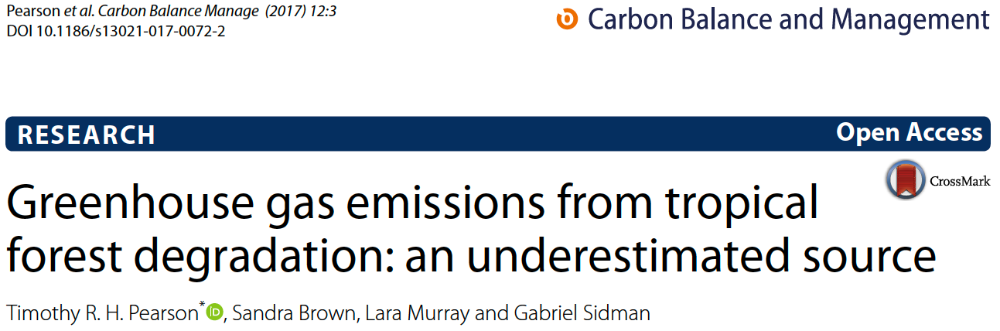 Pearson et al. Carbon Balance Manage (2017) 12:3
DOI 10.1186/s13021-017-0072-2
Carbon Balance and Management
RESEARCH
Open Access
CrossMark
Greenhouse gas emissions from tropical
forest degradation: an underestimated source
Timothy R. H. Pearson* iD, Sandra Brown, Lara Murray and Gabriel Sidman